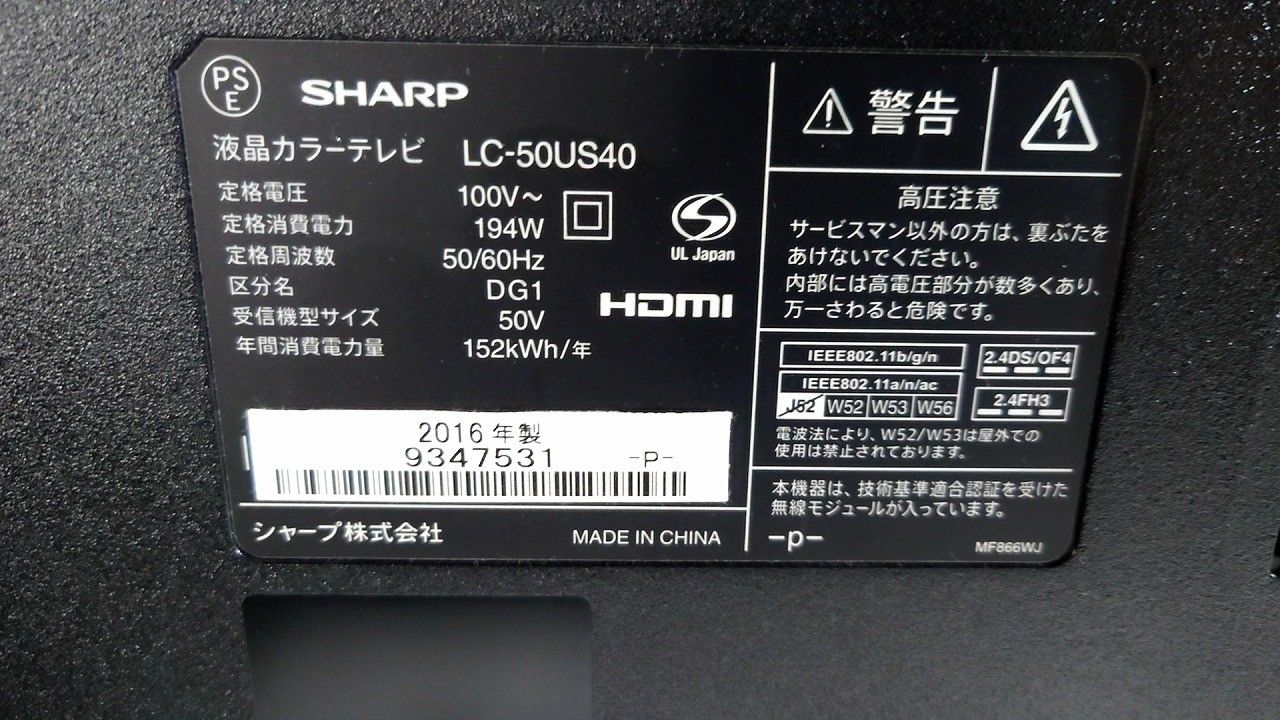 PSE
SHARP
液晶カラーテレビ LC-50US40
定格電圧 100V～
定格消費電力 194W
定格周波数 50/60Hz
区分名 DG1
受信機型サイズ 50V
年間消費電力量 152kWh/年
UL Japan
HDMI
2016年製
9347531 -P-
シャープ株式会社 MADE IN CHINA
警告
高圧注意
サービスマン以外の方は、裏ぶたを
あけないでください。
内部には高電圧部分が数多くあり、
万一さわると危険です。
IEEE802.11b/g/n 2.4DS/OF4
IEEE802.11a/n/ac
J52 W52 W53 W56 2.4FH3
電波法により、W52/W53は屋外での
使用は禁止されております。
本機器は、技術基準適合認証を受けた
無線モジュールが入っています。
-p- MF866WJ